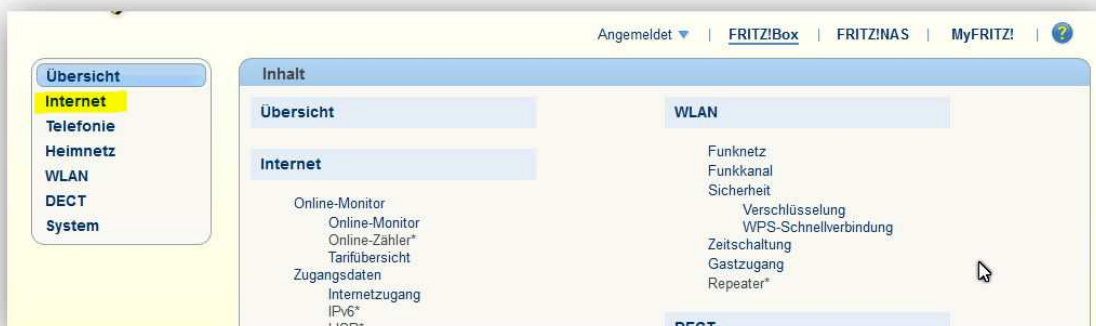 Angemeldet | FRITZ!Box | FRITZ!NAS | MyFRITZ! | ?
Übersicht
Internet
Telefonie
Heimnetz
WLAN
DECT
System
Inhalt
Übersicht
Internet
Online-Monitor
Online-Monitor
Online-Zähler*
Tarifübersicht
Zugangsdaten
Internetzugang
IPv6*
WLAN
Funknetz
Funkkanal
Sicherheit
Verschlüsselung
WPS-Schnellverbindung
Zeitschaltung
Gastzugang
Repeater*
DECT